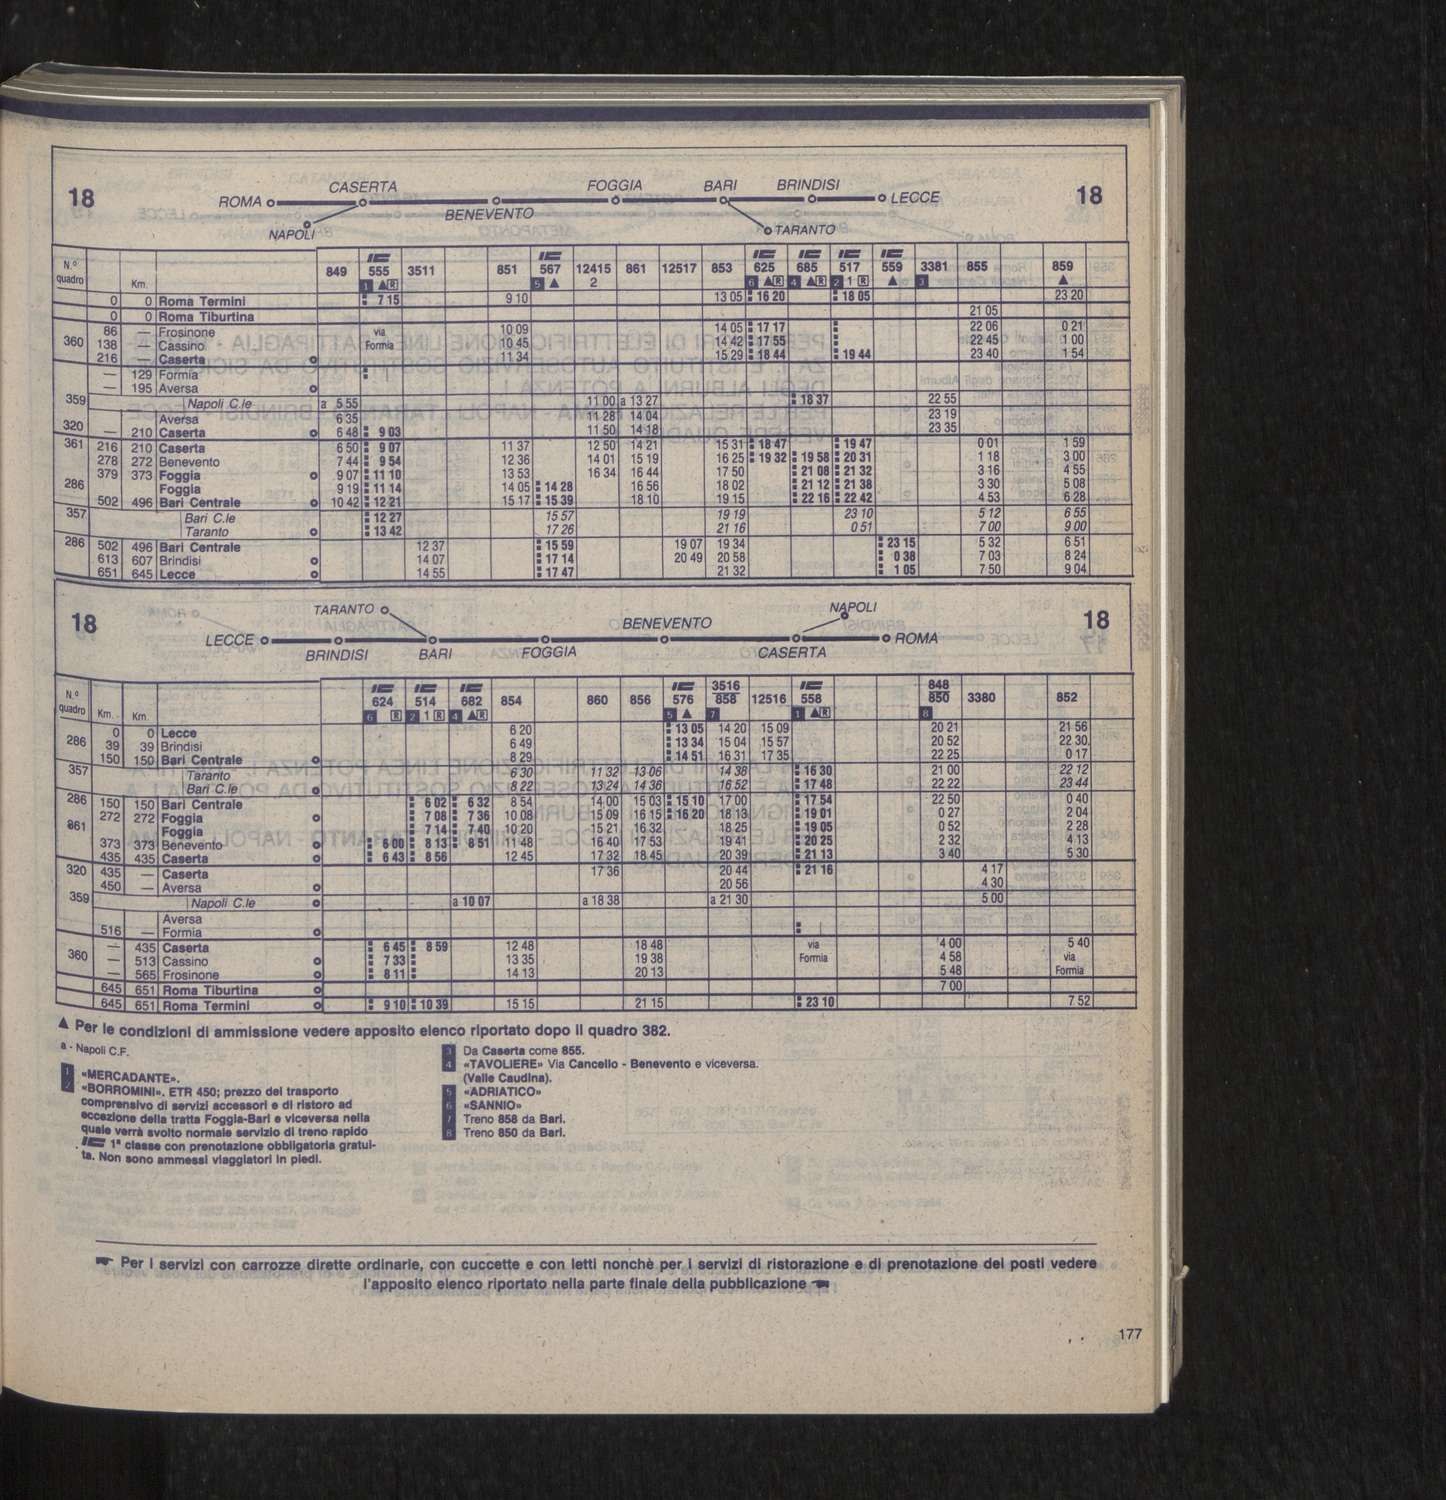 18 CASERTA FOGGIA BARI BRINDISI 18
ROMA LECCE
BENEVENTO
NAPOLI TARANTO
N.º quadro Km. 849 555 3511 851 567 12415 861 12517 853 625 685 517 559 3381 855 859
1 ▲ R 5 ▲ 2 6 ▲ R 4 ▲ R 2 1 R ▲ 3 ▲
0 0 Roma Termini 7 15 9 10 13 05 16 20 18 05 23 20
0 0 Roma Tiburtina 21 05
86 — Frosinone via 10 09 14 05 17 17 22 06 0 21
360 138 — Cassino Formia 10 45 14 42 17 55 22 45 1 00
216 — Caserta 11 34 15 29 18 44 19 44 23 40 1 54
— 129 Formia
— 195 Aversa
359 Napoli C.le a 5 55 11 00 a 13 27 18 37 22 55
Aversa 6 35 11 28 14 04 23 19
320 — 210 Caserta 6 48 9 03 11 50 14 18 23 35
361 216 210 Caserta 6 50 9 07 11 37 12 50 14 21 15 31 18 47 19 47 0 01 1 59
278 272 Benevento 7 44 9 54 12 36 14 01 15 19 16 25 19 32 19 58 20 31 1 18 3 00
379 373 Foggia 9 07 11 10 13 53 16 34 16 44 17 50 21 08 21 32 3 16 4 55
286 Foggia 9 19 11 14 14 05 14 28 16 56 18 02 21 12 21 38 3 30 5 08
502 496 Bari Centrale 10 42 12 21 15 17 15 39 18 10 19 15 22 16 22 42 4 53 6 28
357 Bari C.le 12 27 15 57 19 19 23 10 5 12 6 55
Taranto 13 42 17 26 21 16 0 51 7 00 9 00
286 502 496 Bari Centrale 12 37 15 59 19 07 19 34 23 15 5 32 6 51
613 607 Brindisi 14 07 17 14 20 49 20 58 0 38 7 03 8 24
651 645 Lecce 14 55 17 47 21 32 1 05 7 50 9 04
18 TARANTO BENEVENTO NAPOLI 18
LECCE ROMA
BRINDISI BARI FOGGIA CASERTA
N.º quadro Km. Km. 624 514 682 854 860 856 576 3516 858 12516 558 848 850 3380 852
6 R 2 1 R 4 ▲ R 5 ▲ 7 1 ▲ R 8
0 0 Lecce 6 20 13 05 14 20 15 09 20 21 21 56
286 39 39 Brindisi 6 49 13 34 15 04 15 57 20 52 22 30
150 150 Bari Centrale 8 29 14 51 16 31 17 35 22 25 0 17
357 Taranto 6 30 11 32 13 06 14 38 16 30 21 00 22 12
Bari C.le 8 22 13 24 14 36 16 52 17 48 22 22 23 44
286 150 150 Bari Centrale 6 02 6 32 8 54 14 00 15 03 15 10 17 00 17 54 22 50 0 40
272 272 Foggia 7 08 7 36 10 08 15 09 16 15 16 20 18 13 19 01 0 27 2 04
361 Foggia 7 14 7 40 10 20 15 21 16 32 18 25 19 05 0 52 2 28
373 373 Benevento 6 00 8 13 8 51 11 48 16 40 17 53 19 41 20 25 2 32 4 13
435 435 Caserta 6 43 8 56 12 45 17 32 18 45 20 39 21 13 3 40 5 30
320 435 — Caserta 17 36 20 44 21 16 4 17
450 — Aversa 20 56 4 30
359 Napoli C.le a 10 07 a 18 38 a 21 30 5 00
Aversa
516 — Formia
— 435 Caserta 6 45 8 59 12 48 18 48 via 4 00 5 40
360 — 513 Cassino 7 33 13 35 19 38 Formia 4 58 via
— 565 Frosinone 8 11 14 13 20 13 5 48 Formia
645 651 Roma Tiburtina 7 00
645 651 Roma Termini 9 10 10 39 15 15 21 15 23 10 7 52
▲ Per le condizioni di ammissione vedere apposito elenco riportato dopo il quadro 382.
a - Napoli C.F.
1 «MERCADANTE».
2 «BORROMINI». ETR 450; prezzo del trasporto
comprensivo di servizi accessori e di ristoro ad
eccezione della tratta Foggia-Bari e viceversa nella
quale verrà svolto normale servizio di treno rapido
IC 1ª classe con prenotazione obbligatoria gratui-
ta. Non sono ammessi viaggiatori in piedi.
3 Da Caserta come 855.
4 «TAVOLIERE» Via Cancello - Benevento e viceversa.
(Valle Caudina).
5 «ADRIATICO»
6 «SANNIO»
7 Treno 858 da Bari.
8 Treno 850 da Bari.
Per i servizi con carrozze dirette ordinarie, con cuccette e con letti nonchè per i servizi di ristorazione e di prenotazione dei posti vedere
l'apposito elenco riportato nella parte finale della pubblicazione
177